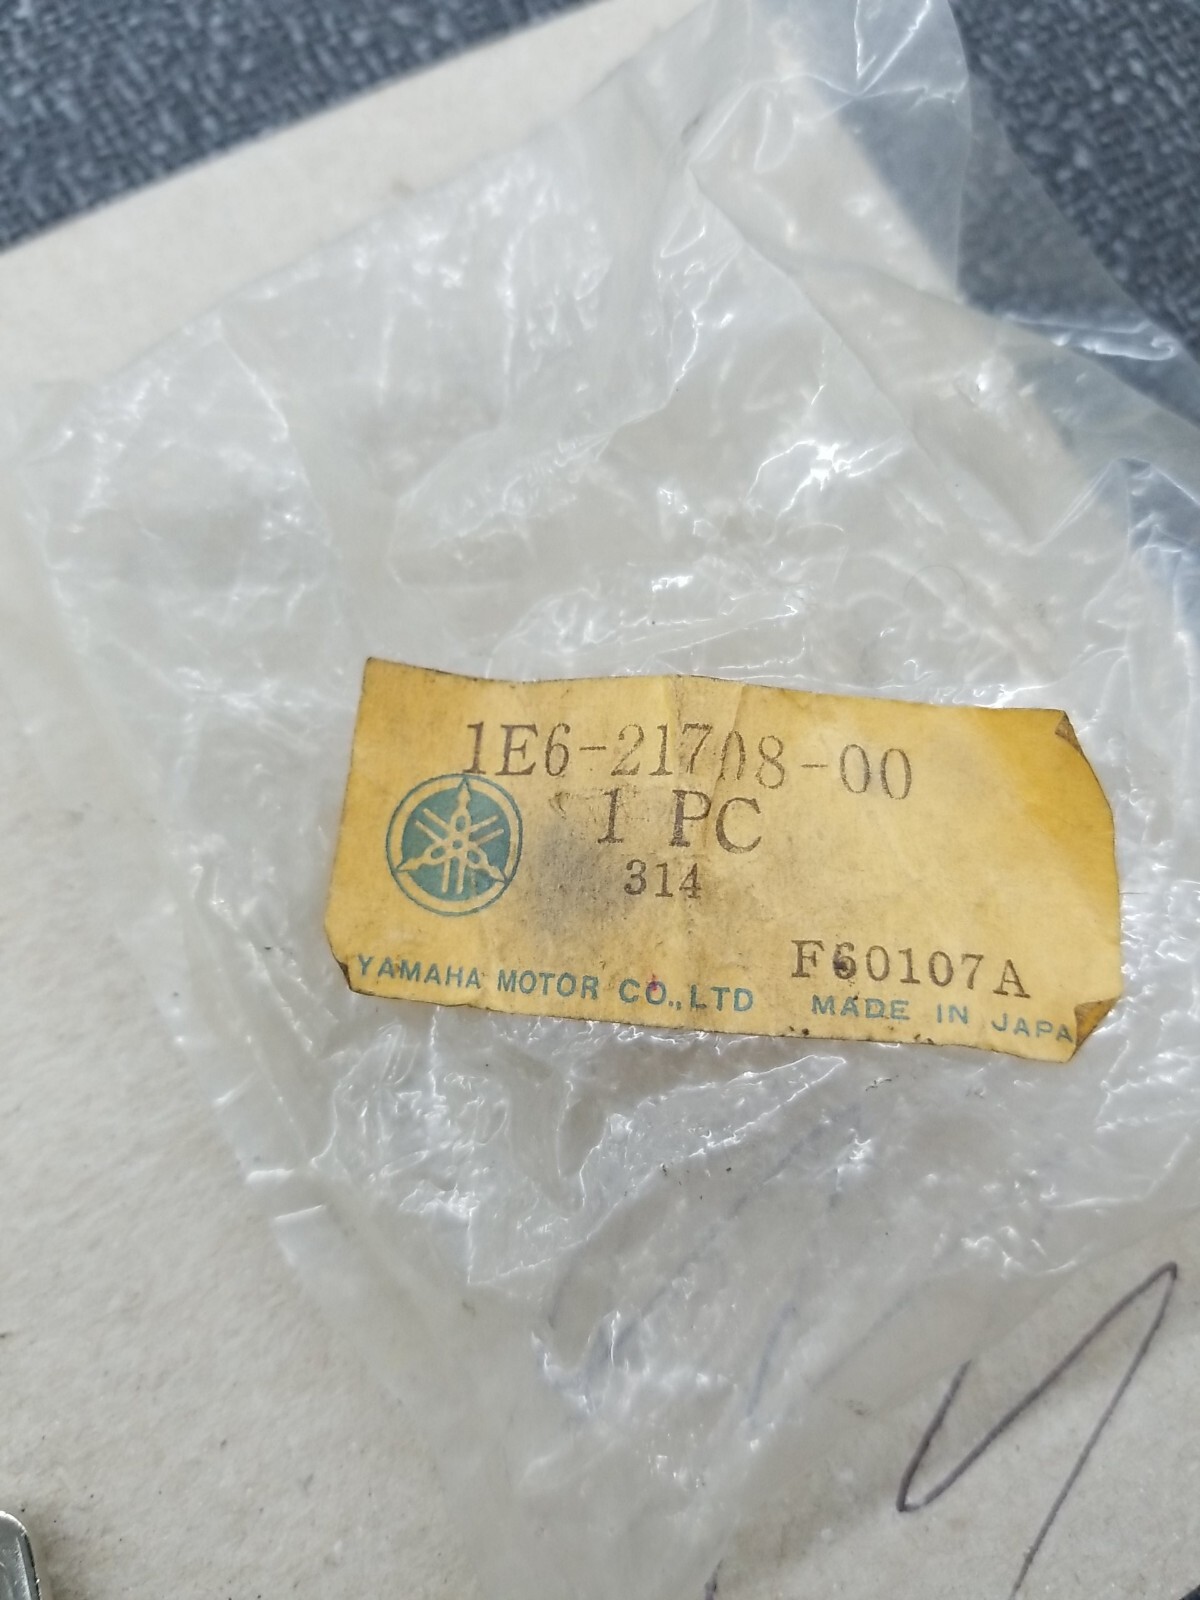 1E6-21708-00
1 PC
314
F60107A
YAMAHA MOTOR CO.,LTD MADE IN JAPA